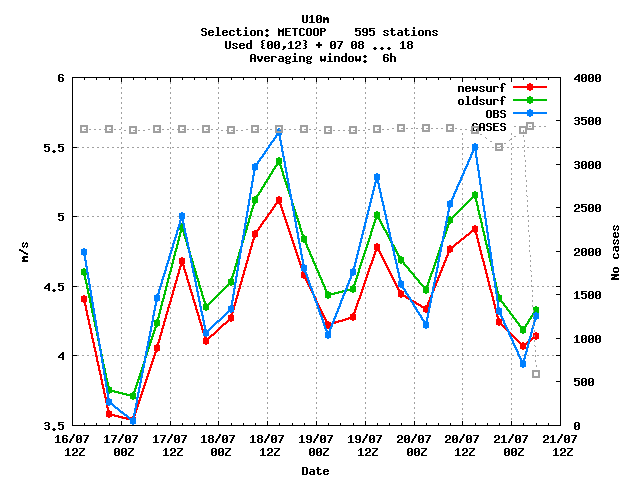 U10m
Selection: METCOOP    595 stations
Used {00,12} + 07 08 ... 18
Averaging window:  6h
newsurf
oldsurf
OBS
CASES
6
5.5
5
4.5
4
3.5
m/s
4000
3500
3000
2500
2000
1500
1000
500
0
No cases
16/07 17/07 17/07 18/07 18/07 19/07 19/07 20/07 20/07 21/07 21/07
12Z 00Z 12Z 00Z 12Z 00Z 12Z 00Z 12Z 00Z 12Z
Date